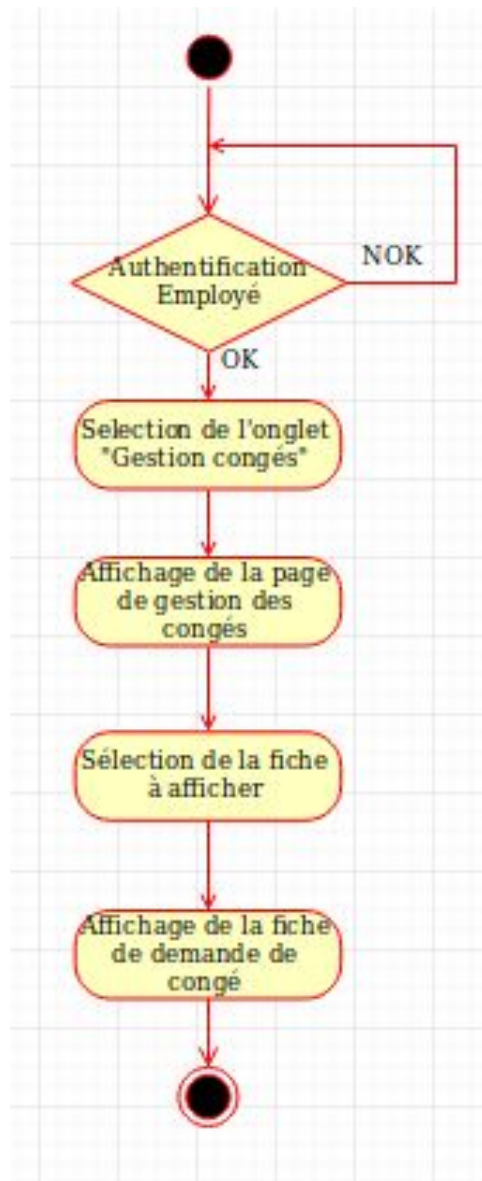 Authentification
Employé
NOK
OK
Selection de l'onglet
"Gestion congés"
Affichage de la page
de gestion des
congés
Sélection de la fiche
à afficher
Affichage de la fiche
de demande de
congé